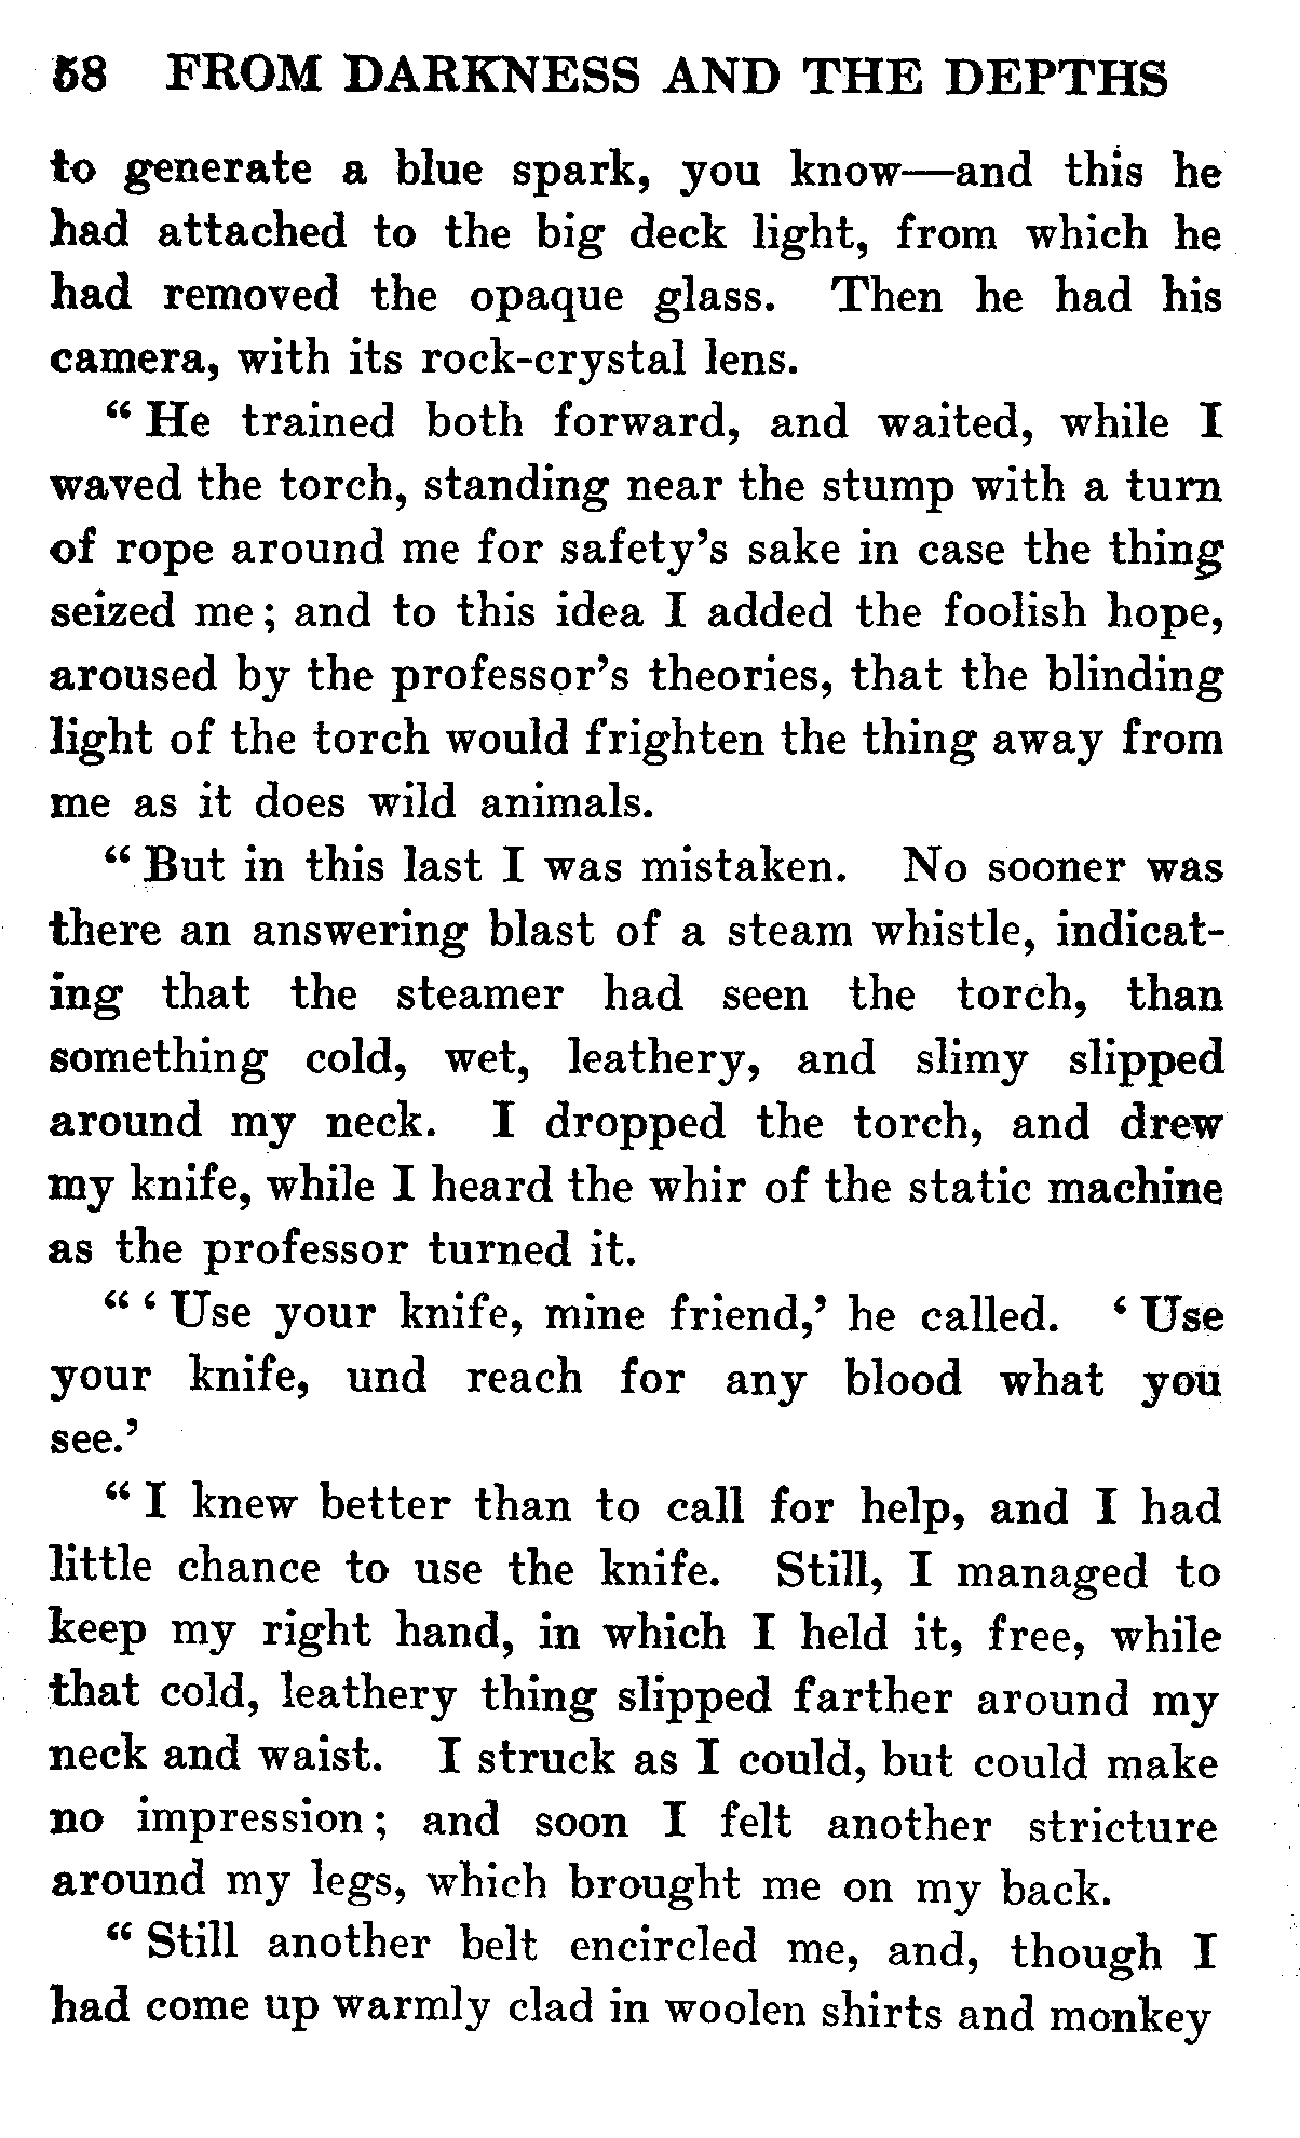 58 FROM DARKNESS AND THE DEPTHS
to generate a blue spark, you know—and this he
had attached to the big deck light, from which he
had removed the opaque glass. Then he had his
camera, with its rock-crystal lens.
“ He trained both forward, and waited, while I
waved the torch, standing near the stump with a turn
of rope around me for safety’s sake in case the thing
seized me; and to this idea I added the foolish hope,
aroused by the professor’s theories, that the blinding
light of the torch would frighten the thing away from
me as it does wild animals.
“ But in this last I was mistaken. No sooner was
there an answering blast of a steam whistle, indicat-
ing that the steamer had seen the torch, than
something cold, wet, leathery, and slimy slipped
around my neck. I dropped the torch, and drew
my knife, while I heard the whir of the static machine
as the professor turned it.
“ ‘ Use your knife, mine friend,’ he called. ‘ Use
your knife, und reach for any blood what you
see.’
“ I knew better than to call for help, and I had
little chance to use the knife. Still, I managed to
keep my right hand, in which I held it, free, while
that cold, leathery thing slipped farther around my
neck and waist. I struck as I could, but could make
no impression; and soon I felt another stricture
around my legs, which brought me on my back.
“ Still another belt encircled me, and, though I
had come up warmly clad in woolen shirts and monkey